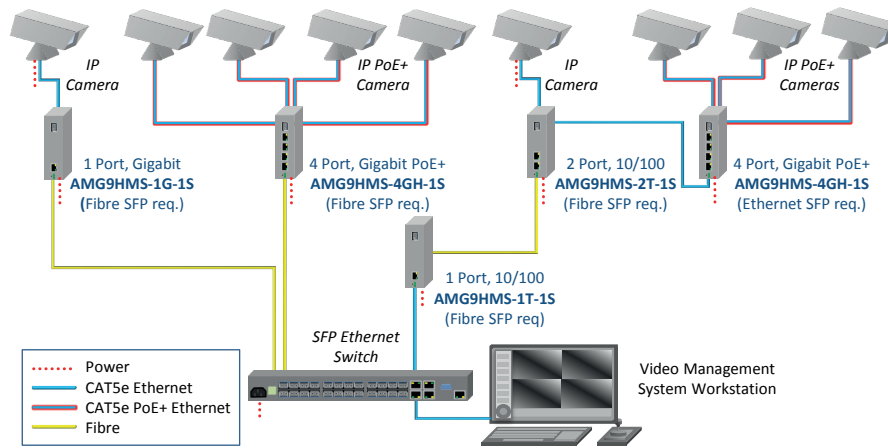 IP
Camera
IP PoE+
Camera
IP
Camera
IP PoE+
Cameras
1 Port, Gigabit
AMG9HMS-1G-1S
(Fibre SFP req.)
4 Port, Gigabit PoE+
AMG9HMS-4GH-1S
(Fibre SFP req.)
2 Port, 10/100
AMG9HMS-2T-1S
(Fibre SFP req.)
4 Port, Gigabit PoE+
AMG9HMS-4GH-1S
(Ethernet SFP req.)
1 Port, 10/100
AMG9HMS-1T-1S
(Fibre SFP req)
SFP Ethernet
Switch
Video Management
System Workstation
Power
CAT5e Ethernet
CAT5e PoE+ Ethernet
Fibre